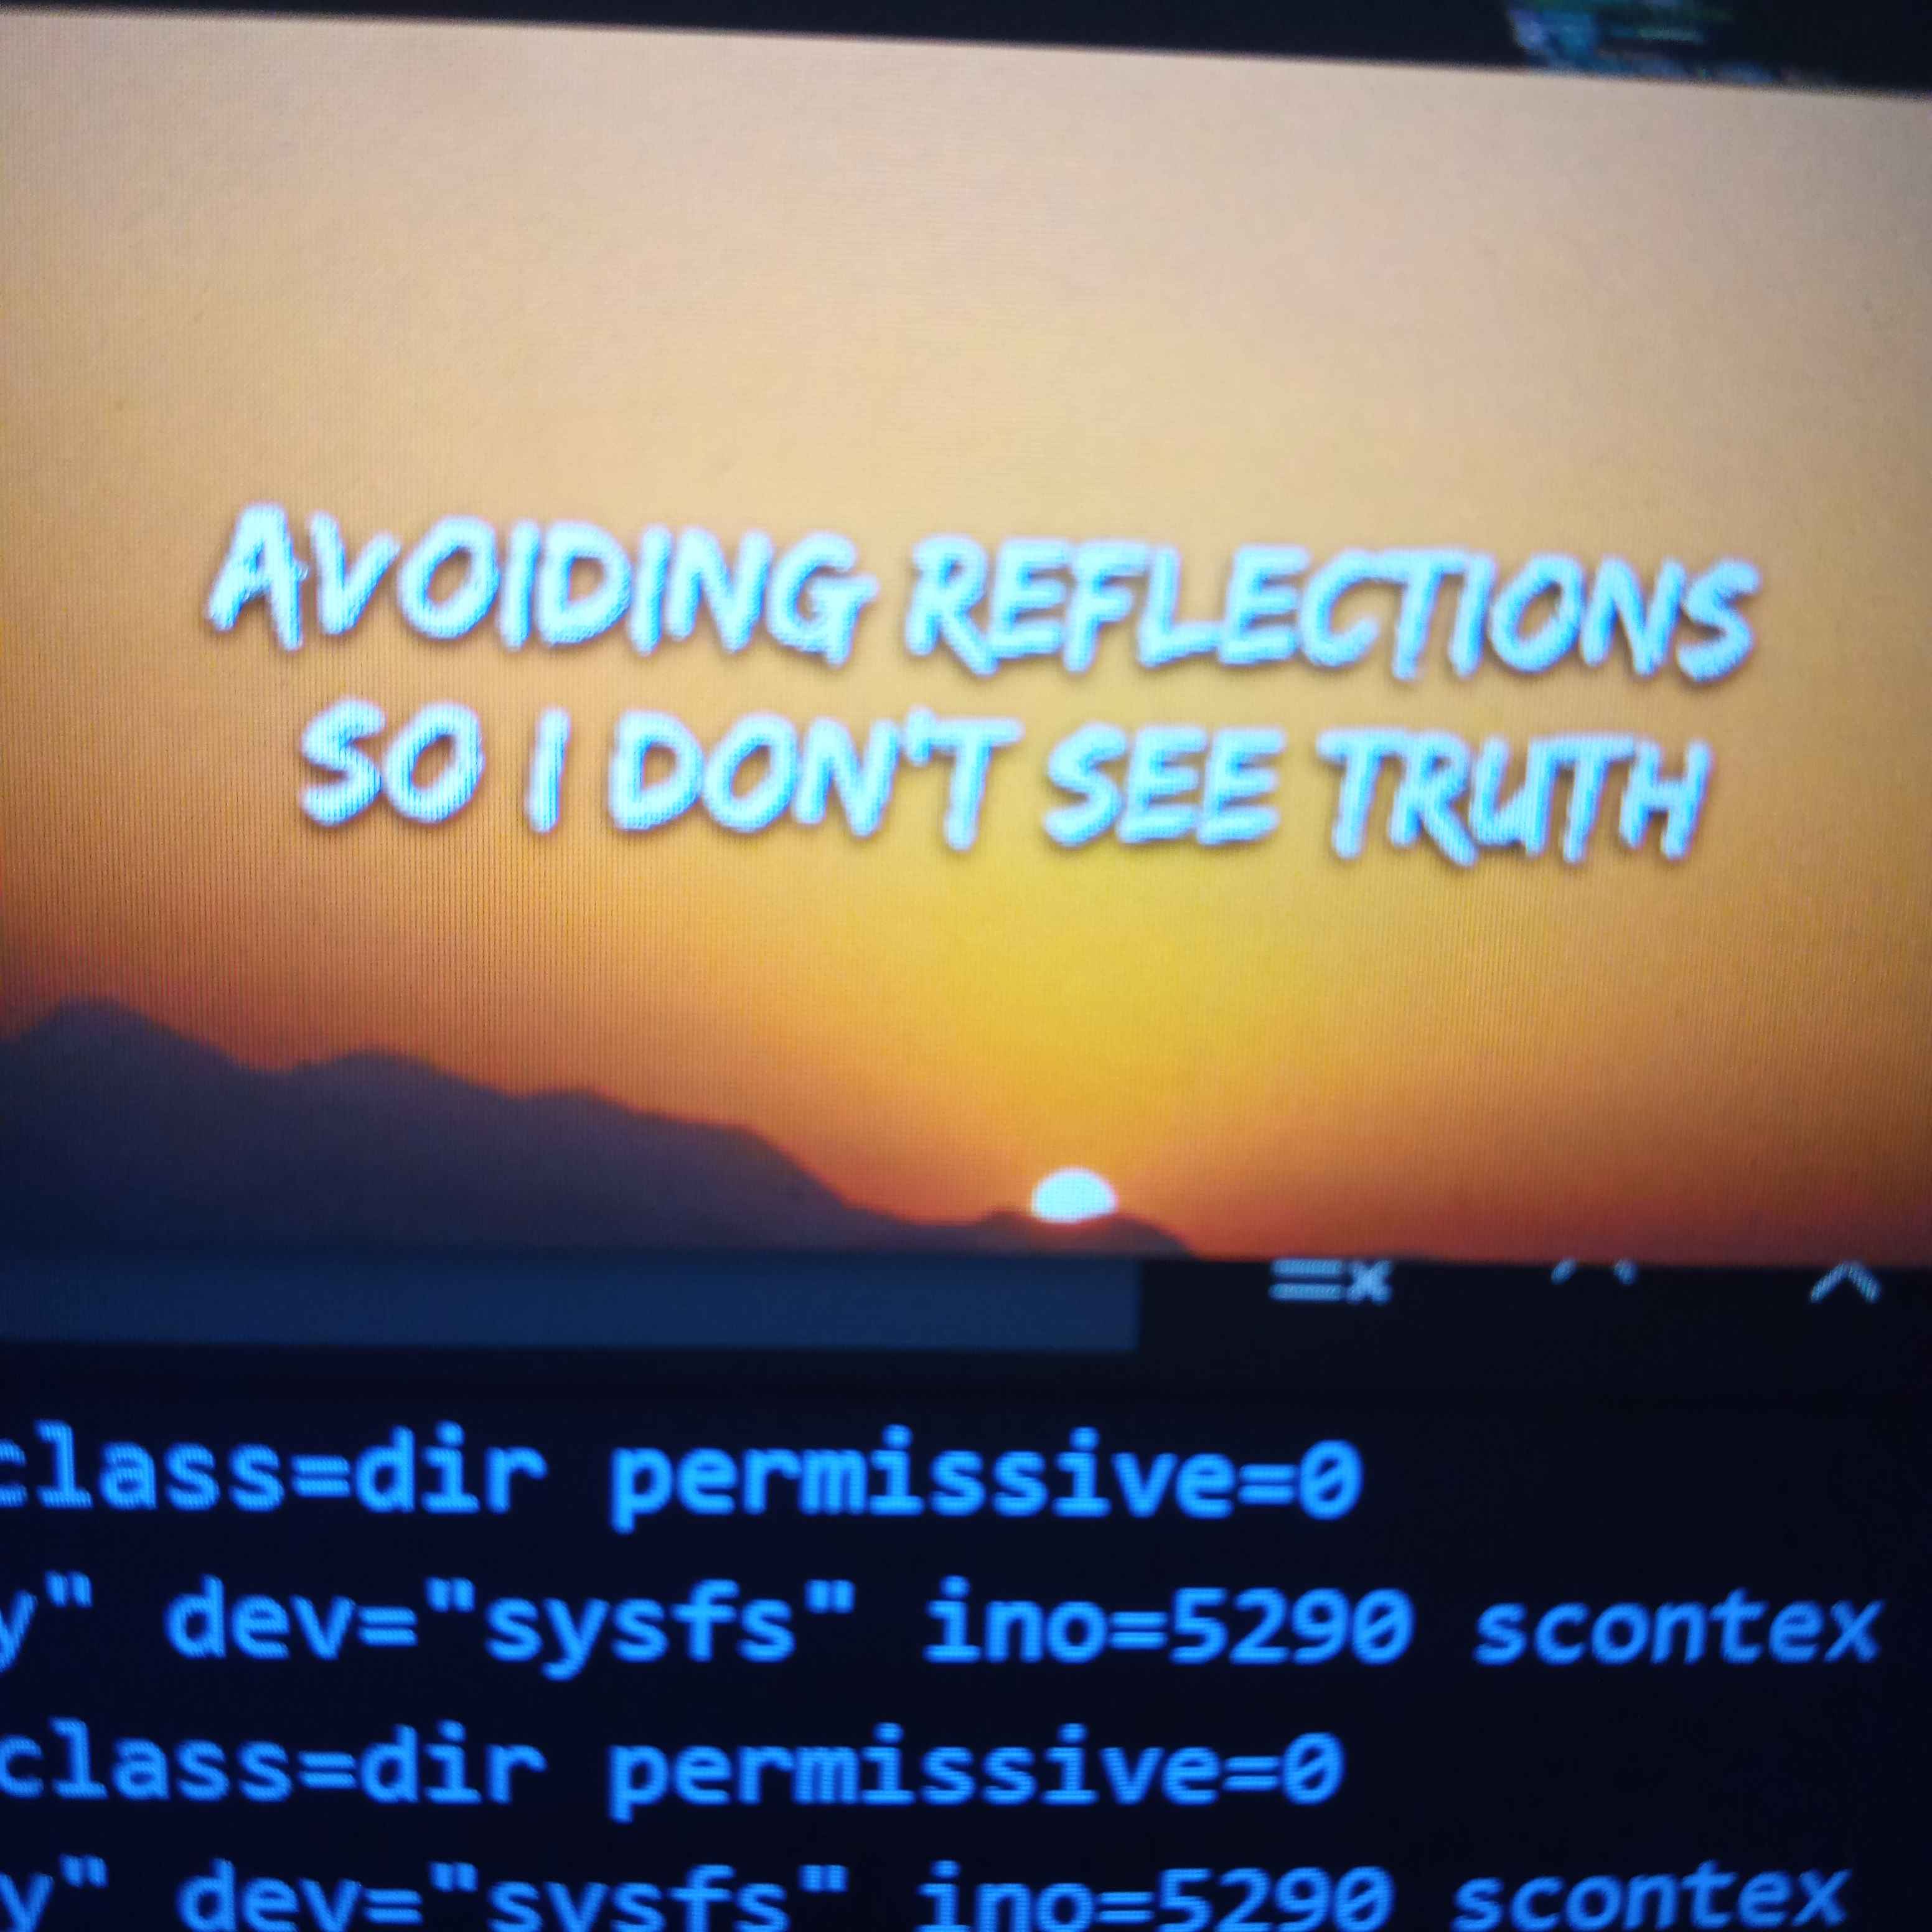 AVOIDING REFLECTIONS
SO I DON'T SEE TRUTH
class=dir permissive=0
y" dev="sysfs" ino=5290 scontex
class=dir permissive=0
y" dev="sysfs" ino=5290 scontex